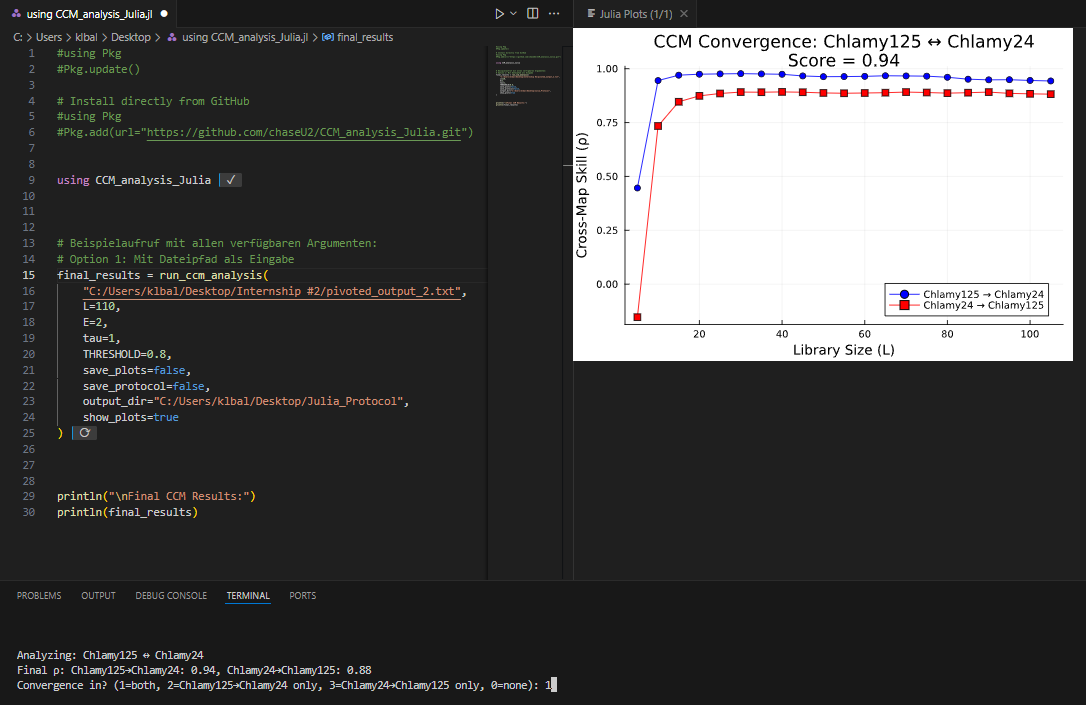 using CCM_analysis_Julia.jl
C: > Users > klbal > Desktop > using CCM_analysis_Julia.jl > final_results
1 #using Pkg
2 #Pkg.update()
3
4 # Install directly from GitHub
5 #using Pkg
6 #Pkg.add(url="https://github.com/chaseU2/CCM_analysis_Julia.git")
7
8
9 using CCM_analysis_Julia ✓
10
11
12
13 # Beispielaufruf mit allen verfügbaren Argumenten:
14 # Option 1: Mit Dateipfad als Eingabe
15 final_results = run_ccm_analysis(
16 "C:/Users/klbal/Desktop/Internship #2/pivoted_output_2.txt",
17 L=110,
18 E=2,
19 tau=1,
20 THRESHOLD=0.8,
21 save_plots=false,
22 save_protocol=false,
23 output_dir="C:/Users/klbal/Desktop/Julia_Protocol",
24 show_plots=true
25 )
26
27
28
29 println("\nFinal CCM Results:")
30 println(final_results)
Julia Plots (1/1)
CCM Convergence: Chlamy125 ↔ Chlamy24
Score = 0.94
Cross-Map Skill (ρ)
1.00
0.75
0.50
0.25
0.00
Chlamy125 → Chlamy24
Chlamy24 → Chlamy125
20 40 60 80 100
Library Size (L)
PROBLEMS OUTPUT DEBUG CONSOLE TERMINAL PORTS
Analyzing: Chlamy125 ↔ Chlamy24
Final ρ: Chlamy125→Chlamy24: 0.94, Chlamy24→Chlamy125: 0.88
Convergence in? (1=both, 2=Chlamy125→Chlamy24 only, 3=Chlamy24→Chlamy125 only, 0=none): 1